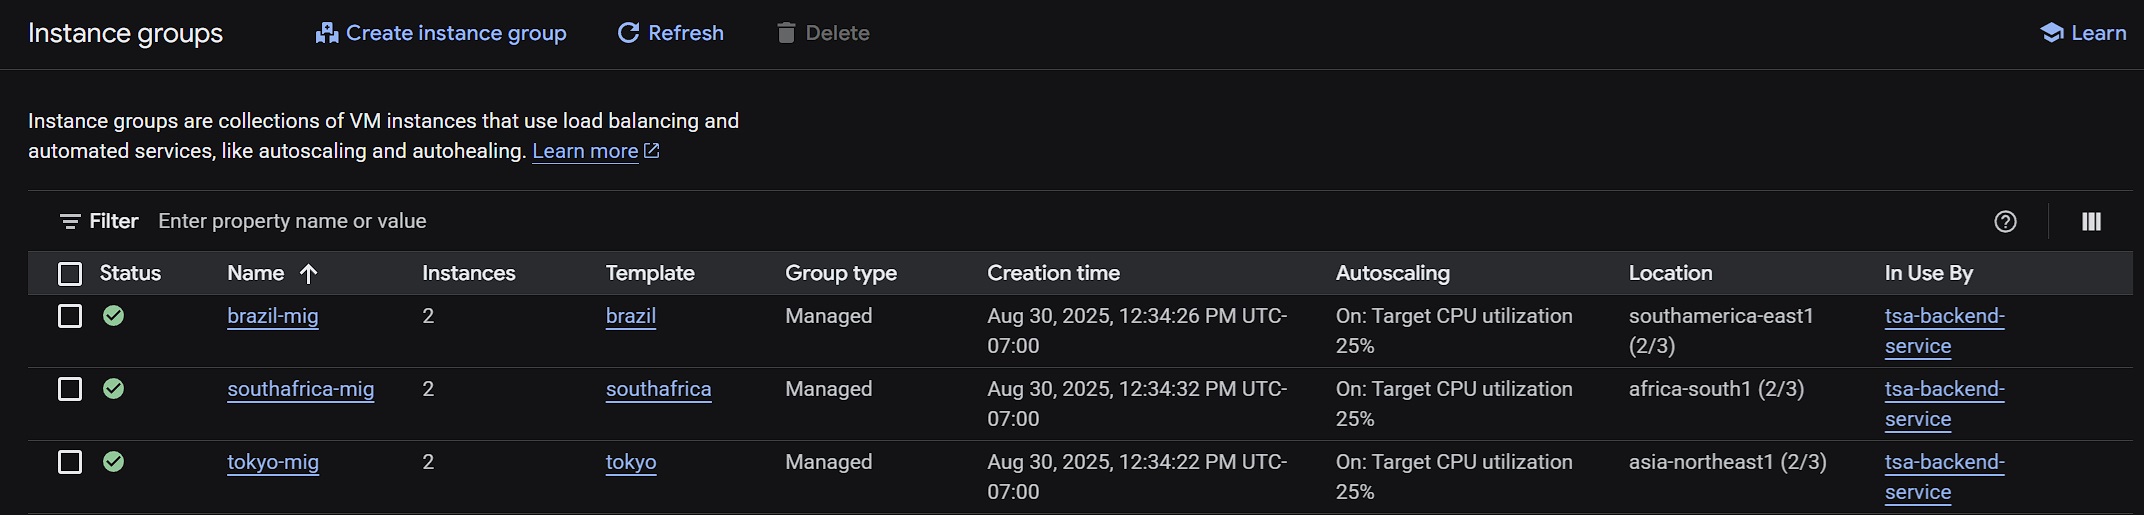 Instance groups
Create instance group
Refresh
Delete
Learn
Instance groups are collections of VM instances that use load balancing and
automated services, like autoscaling and autohealing. Learn more
Filter Enter property name or value
Status Name Instances Template Group type Creation time Autoscaling Location In Use By
brazil-mig 2 brazil Managed Aug 30, 2025, 12:34:26 PM UTC- On: Target CPU utilization southamerica-east1 tsa-backend-
07:00 25% (2/3) service
southafrica-mig 2 southafrica Managed Aug 30, 2025, 12:34:32 PM UTC- On: Target CPU utilization africa-south1 (2/3) tsa-backend-
07:00 25% service
tokyo-mig 2 tokyo Managed Aug 30, 2025, 12:34:22 PM UTC- On: Target CPU utilization asia-northeast1 (2/3) tsa-backend-
07:00 25% service